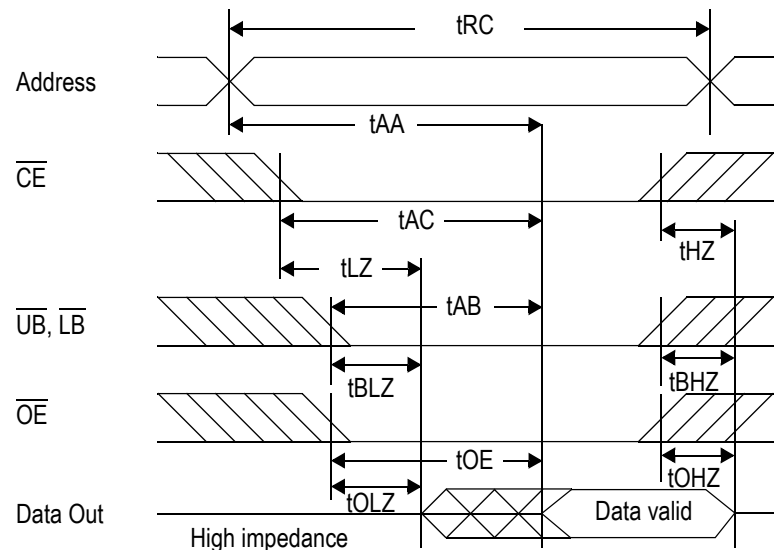 tRC
Address
tAA
CE
tAC
tHZ
tLZ
UB, LB
tAB
tBLZ
tBHZ
OE
tOE
tOLZ
tOHZ
Data Out
Data valid
High impedance